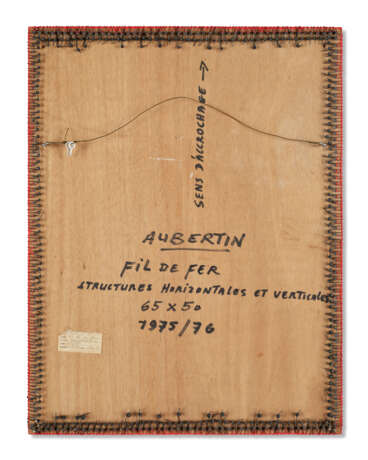 SENS D'ACCROCHAGE →
AUBERTIN
FIL DE FER
STRUCTURES HORIZONTALES ET VERTICALES
65 x 50
1975/76